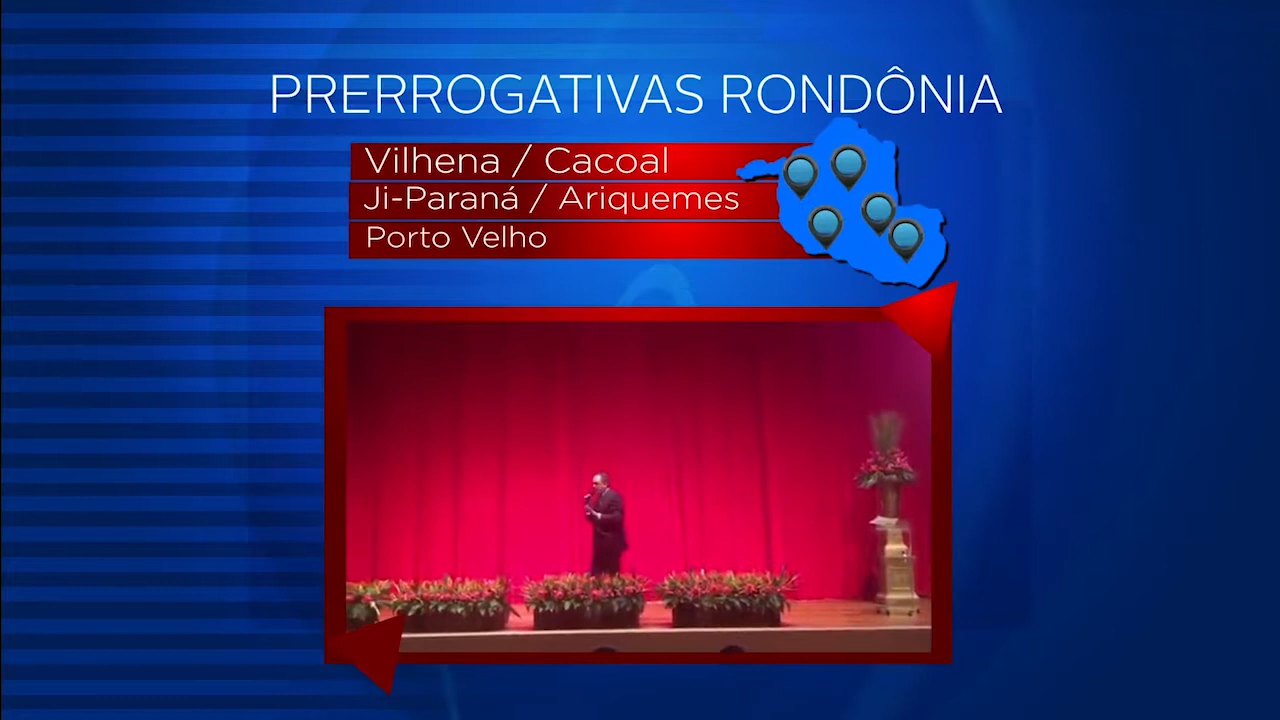 PRERROGATIVAS RONDÔNIA
Vilhena / Cacoal
Ji-Paraná / Ariquemes
Porto Velho